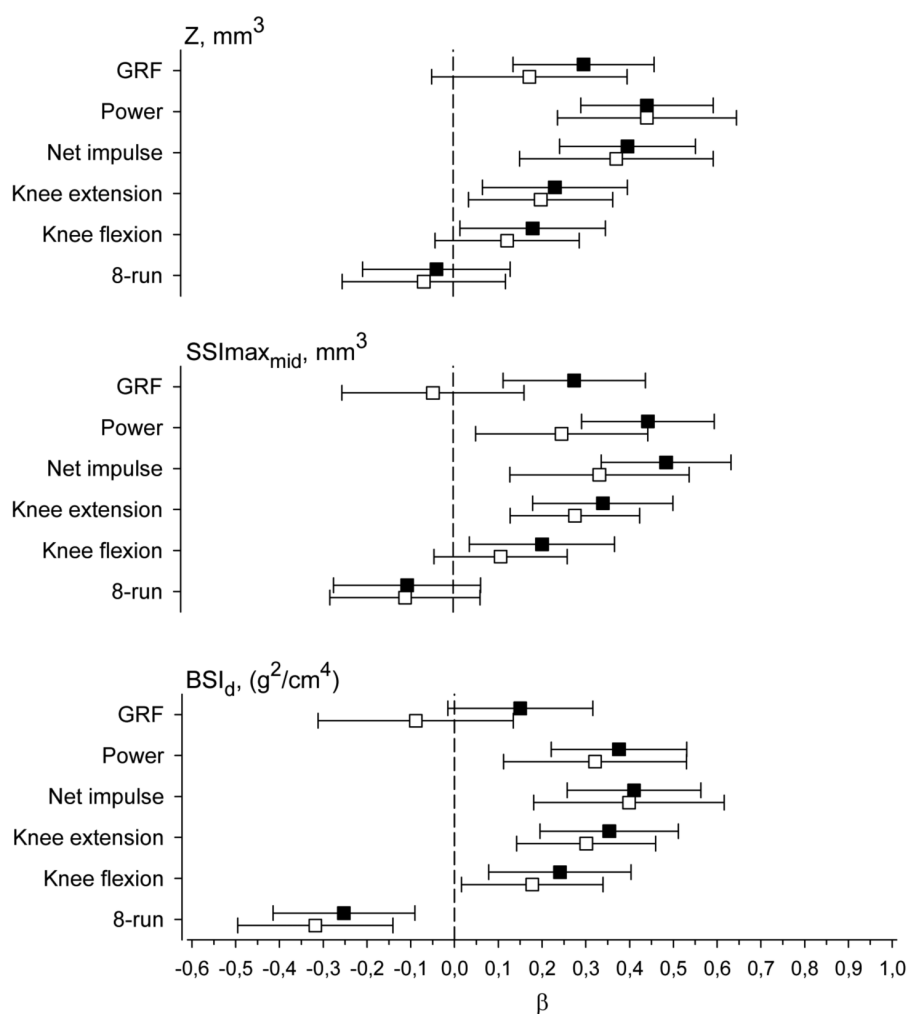 Z, mm³
GRF
Power
Net impulse
Knee extension
Knee flexion
8-run
SSImax_mid, mm³
GRF
Power
Net impulse
Knee extension
Knee flexion
8-run
BSI_d, (g²/cm⁴)
GRF
Power
Net impulse
Knee extension
Knee flexion
8-run
-0,6 -0,5 -0,4 -0,3 -0,2 -0,1 0,0 0,1 0,2 0,3 0,4 0,5 0,6 0,7 0,8 0,9 1,0
β